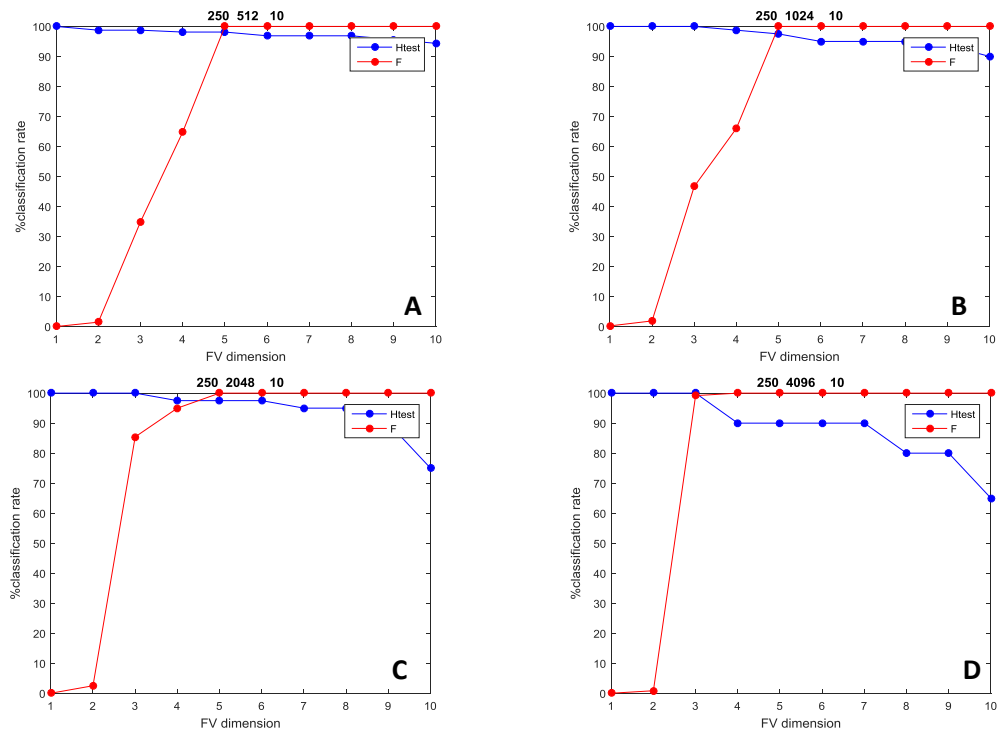 250 512 10
100
90
80
70
60
50
40
30
20
10
0
%classification rate
Htest
F
A
1 2 3 4 5 6 7 8 9 10
FV dimension
250 1024 10
100
90
80
70
60
50
40
30
20
10
0
%classification rate
Htest
F
B
1 2 3 4 5 6 7 8 9 10
FV dimension
250 2048 10
100
90
80
70
60
50
40
30
20
10
0
%classification rate
Htest
F
C
1 2 3 4 5 6 7 8 9 10
FV dimension
250 4096 10
100
90
80
70
60
50
40
30
20
10
0
%classification rate
Htest
F
D
1 2 3 4 5 6 7 8 9 10
FV dimension